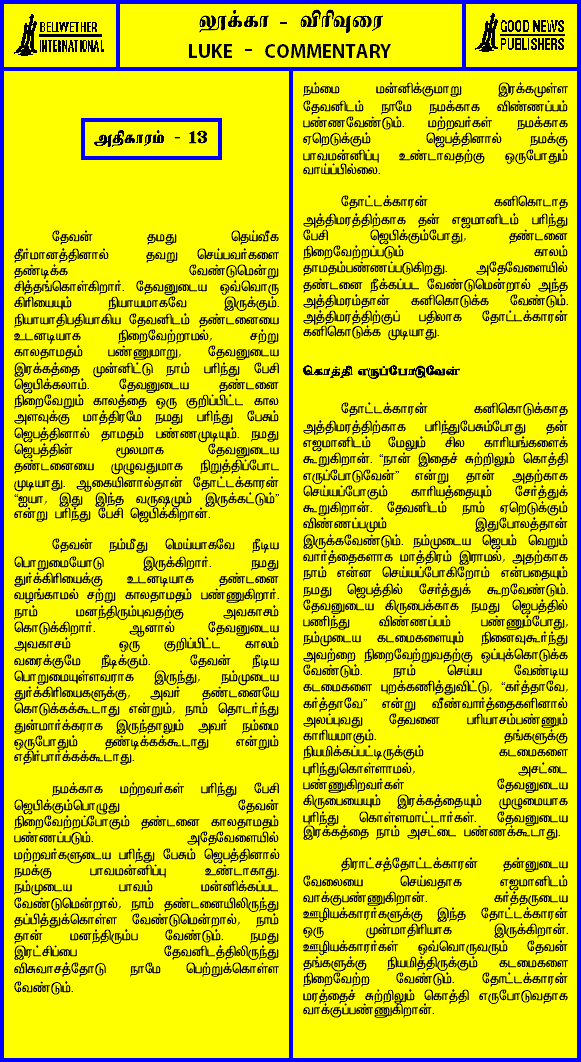 BELLWETHER
INTERNATIONAL
லூக்கா - விரிவுரை
LUKE - COMMENTARY
GOOD NEWS
PUBLISHERS
அதிகாரம் - 13
தேவன் தமது தெய்வீக
தீர்மானத்தினால் தவறு செய்பவர்களை
தண்டிக்க வேண்டுமென்று
சித்தங்கொள்கிறார். தேவனுடைய ஒவ்வொரு
கிரியையும் நியாயமாகவே இருக்கும்.
நியாயாதிபதியாகிய தேவனிடம் தண்டனையை
உடனடியாக நிறைவேற்றாமல், சற்று
காலதாமதம் பண்ணுமாறு, தேவனுடைய
இரக்கத்தை முன்னிட்டு நாம் பரிந்து பேசி
ஜெபிக்கலாம். தேவனுடைய தண்டனை
நிறைவேறும் காலத்தை ஒரு குறிப்பிட்ட கால
அளவுக்கு மாத்திரமே நமது பரிந்து பேசும்
ஜெபத்தினால் தாமதம் பண்ணமுடியும். நமது
ஜெபத்தின் மூலமாக தேவனுடைய
தண்டனையை முழுவதுமாக நிறுத்திப்போட
முடியாது. ஆகையினால்தான் தோட்டக்காரன்
“ஐயா, இது இந்த வருஷமும் இருக்கட்டும்”
என்று பரிந்து பேசி ஜெபிக்கிறான்.
தேவன் நம்மீது மெய்யாகவே நீடிய
பொறுமையோடு இருக்கிறார். நமது
துர்க்கிரியைக்கு உடனடியாக தண்டனை
வழங்காமல் சற்று காலதாமதம் பண்ணுகிறார்.
நாம் மனந்திரும்புவதற்கு அவகாசம்
கொடுக்கிறார். ஆனால் தேவனுடைய
அவகாசம் ஒரு குறிப்பிட்ட காலம்
வரைக்குமே நீடிக்கும். தேவன் நீடிய
பொறுமையுள்ளவராக இருந்து, நம்முடைய
துர்க்கிரியைகளுக்கு, அவர் தண்டனையே
கொடுக்கக்கூடாது என்றும், நாம் தொடர்ந்து
துன்மார்க்கராக இருந்தாலும் அவர் நம்மை
ஒருபோதும் தண்டிக்கக்கூடாது என்றும்
எதிர்பார்க்கக்கூடாது.
நமக்காக மற்றவர்கள் பரிந்து பேசி
ஜெபிக்கும்பொழுது தேவன்
நிறைவேற்றப்போகும் தண்டனை காலதாமதம்
பண்ணப்படும். அதேவேளையில்
மற்றவர்களுடைய பரிந்து பேசும் ஜெபத்தினால்
நமக்கு பாவமன்னிப்பு உண்டாகாது.
நம்முடைய பாவம் மன்னிக்கப்பட
வேண்டுமென்றால், நாம் தண்டனையிலிருந்து
தப்பித்துக்கொள்ள வேண்டுமென்றால், நாம்
தான் மனந்திரும்ப வேண்டும். நமது
இரட்சிப்பை தேவனிடத்திலிருந்து
விசுவாசத்தோடு நாமே பெற்றுக்கொள்ள
வேண்டும்.
நம்மை மன்னிக்குமாறு இரக்கமுள்ள
தேவனிடம் நாமே நமக்காக விண்ணப்பம்
பண்ணவேண்டும். மற்றவர்கள் நமக்காக
ஏறெடுக்கும் ஜெபத்தினால் நமக்கு
பாவமன்னிப்பு உண்டாவதற்கு ஒருபோதும்
வாய்ப்பில்லை.
தோட்டக்காரன் கனிகொடாத
அத்திமரத்திற்காக தன் எஜமானிடம் பரிந்து
பேசி ஜெபிக்கும்போது, தண்டனை
நிறைவேற்றப்படும் காலம்
தாமதம்பண்ணப்படுகிறது. அதேவேளையில்
தண்டனை நீக்கப்பட வேண்டுமென்றால் அந்த
அத்திமரம்தான் கனிகொடுக்க வேண்டும்.
அத்திமரத்திற்குப் பதிலாக தோட்டக்காரன்
கனிகொடுக்க முடியாது.
கொத்தி எருப்போடுவேன்
தோட்டக்காரன் கனிகொடுக்காத
அத்திமரத்திற்காக பரிந்துபேசும்போது தன்
எஜமானிடம் மேலும் சில காரியங்களைக்
கூறுகிறான். “நான் இதைச் சுற்றிலும் கொத்தி
எருப்போடுவேன்” என்று தான் அதற்காக
செய்யப்போகும் காரியத்தையும் சேர்த்துக்
கூறுகிறான். தேவனிடம் நாம் ஏறெடுக்கும்
விண்ணப்பமும் இதுபோலத்தான்
இருக்கவேண்டும். நம்முடைய ஜெபம் வெறும்
வார்த்தைகளாக மாத்திரம் இராமல், அதற்காக
நாம் என்ன செய்யப்போகிறோம் என்பதையும்
நமது ஜெபத்தில் சேர்த்துக் கூறவேண்டும்.
தேவனுடைய கிருபைக்காக நமது ஜெபத்தில்
பணிந்து விண்ணப்பம் பண்ணும்போது,
நம்முடைய கடமைகளையும் நினைவுகூர்ந்து
அவற்றை நிறைவேற்றுவதற்கு ஒப்புக்கொடுக்க
வேண்டும். நாம் செய்ய வேண்டிய
கடமைகளை புறக்கணித்துவிட்டு, “கர்த்தாவே,
கர்த்தாவே” என்று வீண்வார்த்தைகளினால்
அலப்புவது தேவனை பரியாசம்பண்ணும்
காரியமாகும். தங்களுக்கு
நியமிக்கப்பட்டிருக்கும் கடமைகளை
புரிந்துகொள்ளாமல், அசட்டை
பண்ணுகிறவர்கள் தேவனுடைய
கிருபையையும் இரக்கத்தையும் முழுமையாக
புரிந்து கொள்ளமாட்டார்கள். தேவனுடைய
இரக்கத்தை நாம் அசட்டை பண்ணக்கூடாது.
திராட்சத்தோட்டக்காரன் தன்னுடைய
வேலையை செய்வதாக எஜமானிடம்
வாக்குபண்ணுகிறான். கர்த்தருடைய
ஊழியக்காரர்களுக்கு இந்த தோட்டக்காரன்
ஒரு முன்மாதிரியாக இருக்கிறான்.
ஊழியக்காரர்கள் ஒவ்வொருவரும் தேவன்
தங்களுக்கு நியமித்திருக்கும் கடமைகளை
நிறைவேற்ற வேண்டும். தோட்டக்காரன்
மரத்தைச் சுற்றிலும் கொத்தி எருபோடுவதாக
வாக்குப்பண்ணுகிறான்.